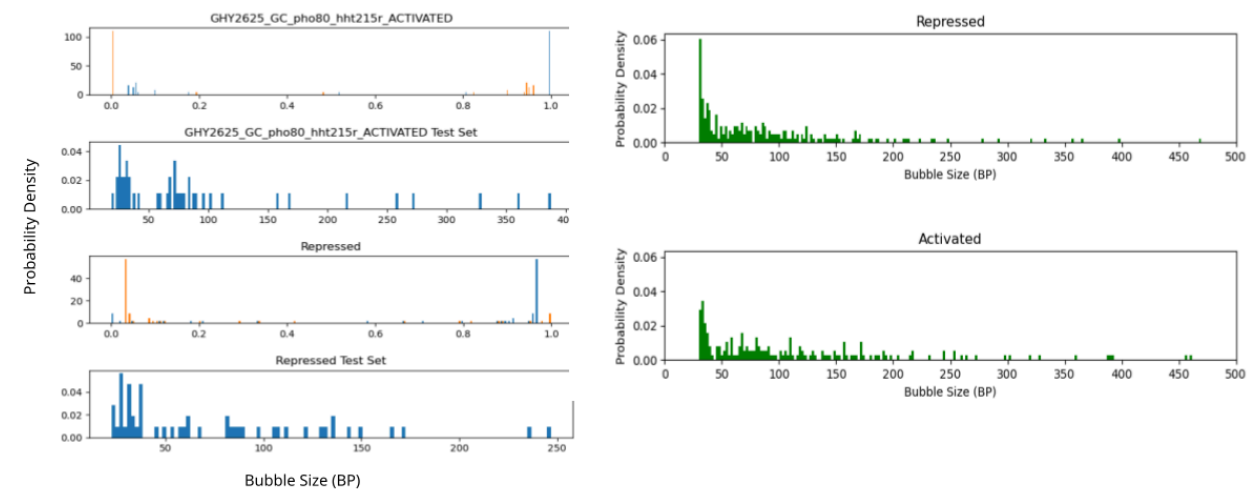 GHY2625_GC_pho80_hht215r_ACTIVATED
100
50
0
0.0 0.2 0.4 0.6 0.8 1.0
GHY2625_GC_pho80_hht215r_ACTIVATED Test Set
0.04
0.02
0.00
50 100 150 200 250 300 350 40
Probability Density
Repressed
40
20
0
0.0 0.2 0.4 0.6 0.8 1.0
Repressed Test Set
0.04
0.02
0.00
50 100 150 200 250
Bubble Size (BP)
Repressed
Probability Density
0.06
0.04
0.02
0.00
0 50 100 150 200 250 300 350 400 450 500
Bubble Size (BP)
Activated
Probability Density
0.06
0.04
0.02
0.00
0 50 100 150 200 250 300 350 400 450 500
Bubble Size (BP)